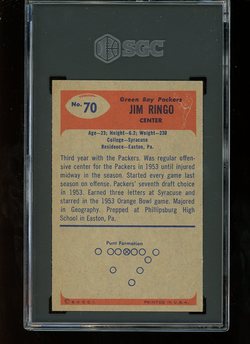 SGC
No. 70
Green Bay Packers
JIM RINGO
CENTER
Age—23; Height—6.2; Weight—230
College—Syracuse
Residence—Easton, Pa.
Third year with the Packers. Was regular offen-
sive center for the Packers in 1953 until injured
midway in the season. Started every game last
season on offense. Packers' seventh draft choice
in 1953. Earned three letters at Syracuse and
starred in the 1953 Orange Bowl game. Majored
in Geography. Prepped at Phillipsburg High
School in Easton, Pa.
Punt Formation
PRINTED IN U.S.A.